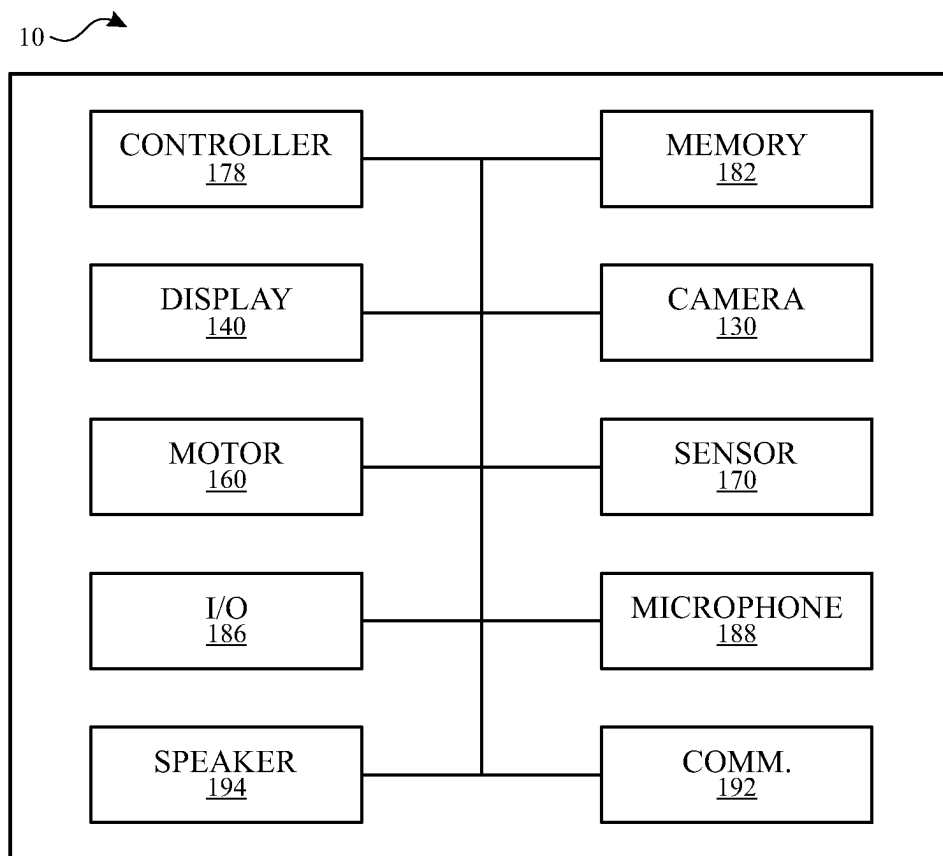 10
CONTROLLER
178
MEMORY
182
DISPLAY
140
CAMERA
130
MOTOR
160
SENSOR
170
I/O
186
MICROPHONE
188
SPEAKER
194
COMM.
192